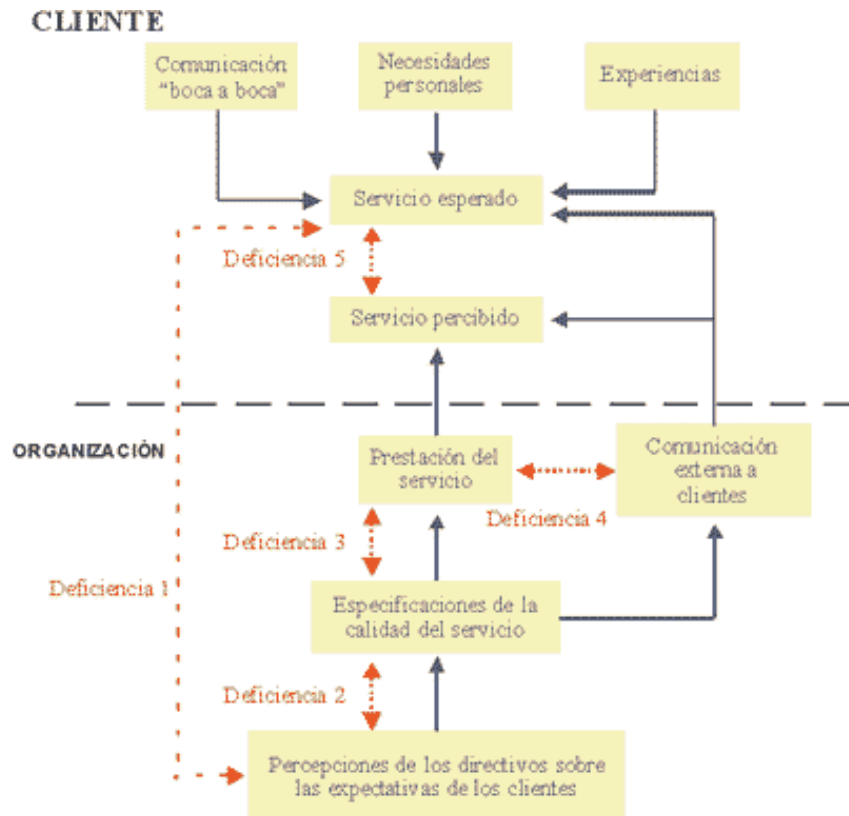 CLIENTE
Comunicación
“boca a boca”
Necesidades
personales
Experiencias
Servicio esperado
Deficiencia 5
Servicio percibido
ORGANIZACIÓN
Prestación del
servicio
Comunicación
externa a
clientes
Deficiencia 4
Deficiencia 3
Deficiencia 1
Especificaciones de la
calidad del servicio
Deficiencia 2
Percepciones de los directivos sobre
las expectativas de los clientes